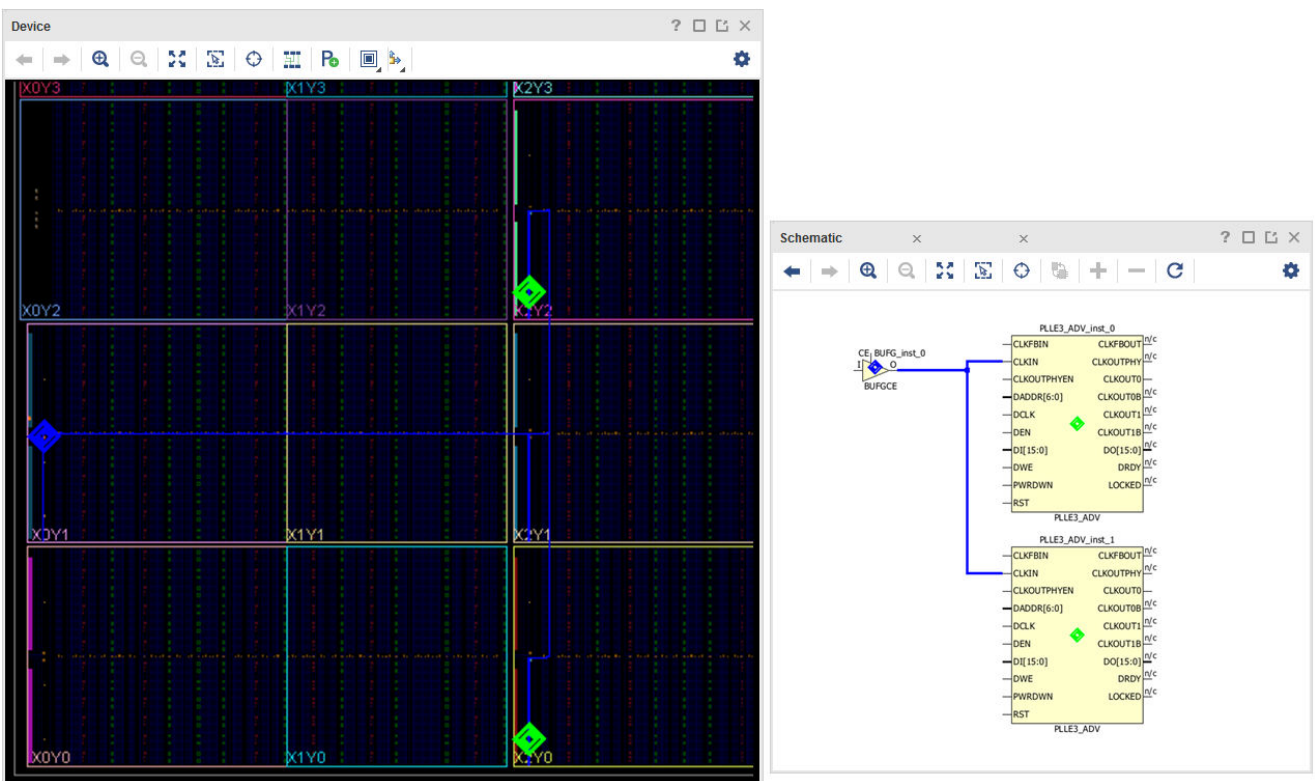 Device
X0Y3 X1Y3 X2Y3
X0Y2 X1Y2 X2Y2
X0Y1 X1Y1 X2Y1
X0Y0 X1Y0 X2Y0
Schematic
CE BUFG_inst_0
I O
BUFGCE
PLLE3_ADV_inst_0
CLKFBIN CLKFBOUT n/c
CLKIN CLKOUTPHY n/c
CLKOUTPHYEN CLKOUT0
DADDR[6:0] CLKOUT0B n/c
DCLK CLKOUT1 n/c
DEN CLKOUT1B n/c
DI[15:0] DO[15:0] n/c
DWE DRDY n/c
PWRDWN LOCKED n/c
RST
PLLE3_ADV
PLLE3_ADV_inst_1
CLKFBIN CLKFBOUT n/c
CLKIN CLKOUTPHY n/c
CLKOUTPHYEN CLKOUT0
DADDR[6:0] CLKOUT0B n/c
DCLK CLKOUT1 n/c
DEN CLKOUT1B n/c
DI[15:0] DO[15:0] n/c
DWE DRDY n/c
PWRDWN LOCKED n/c
RST
PLLE3_ADV